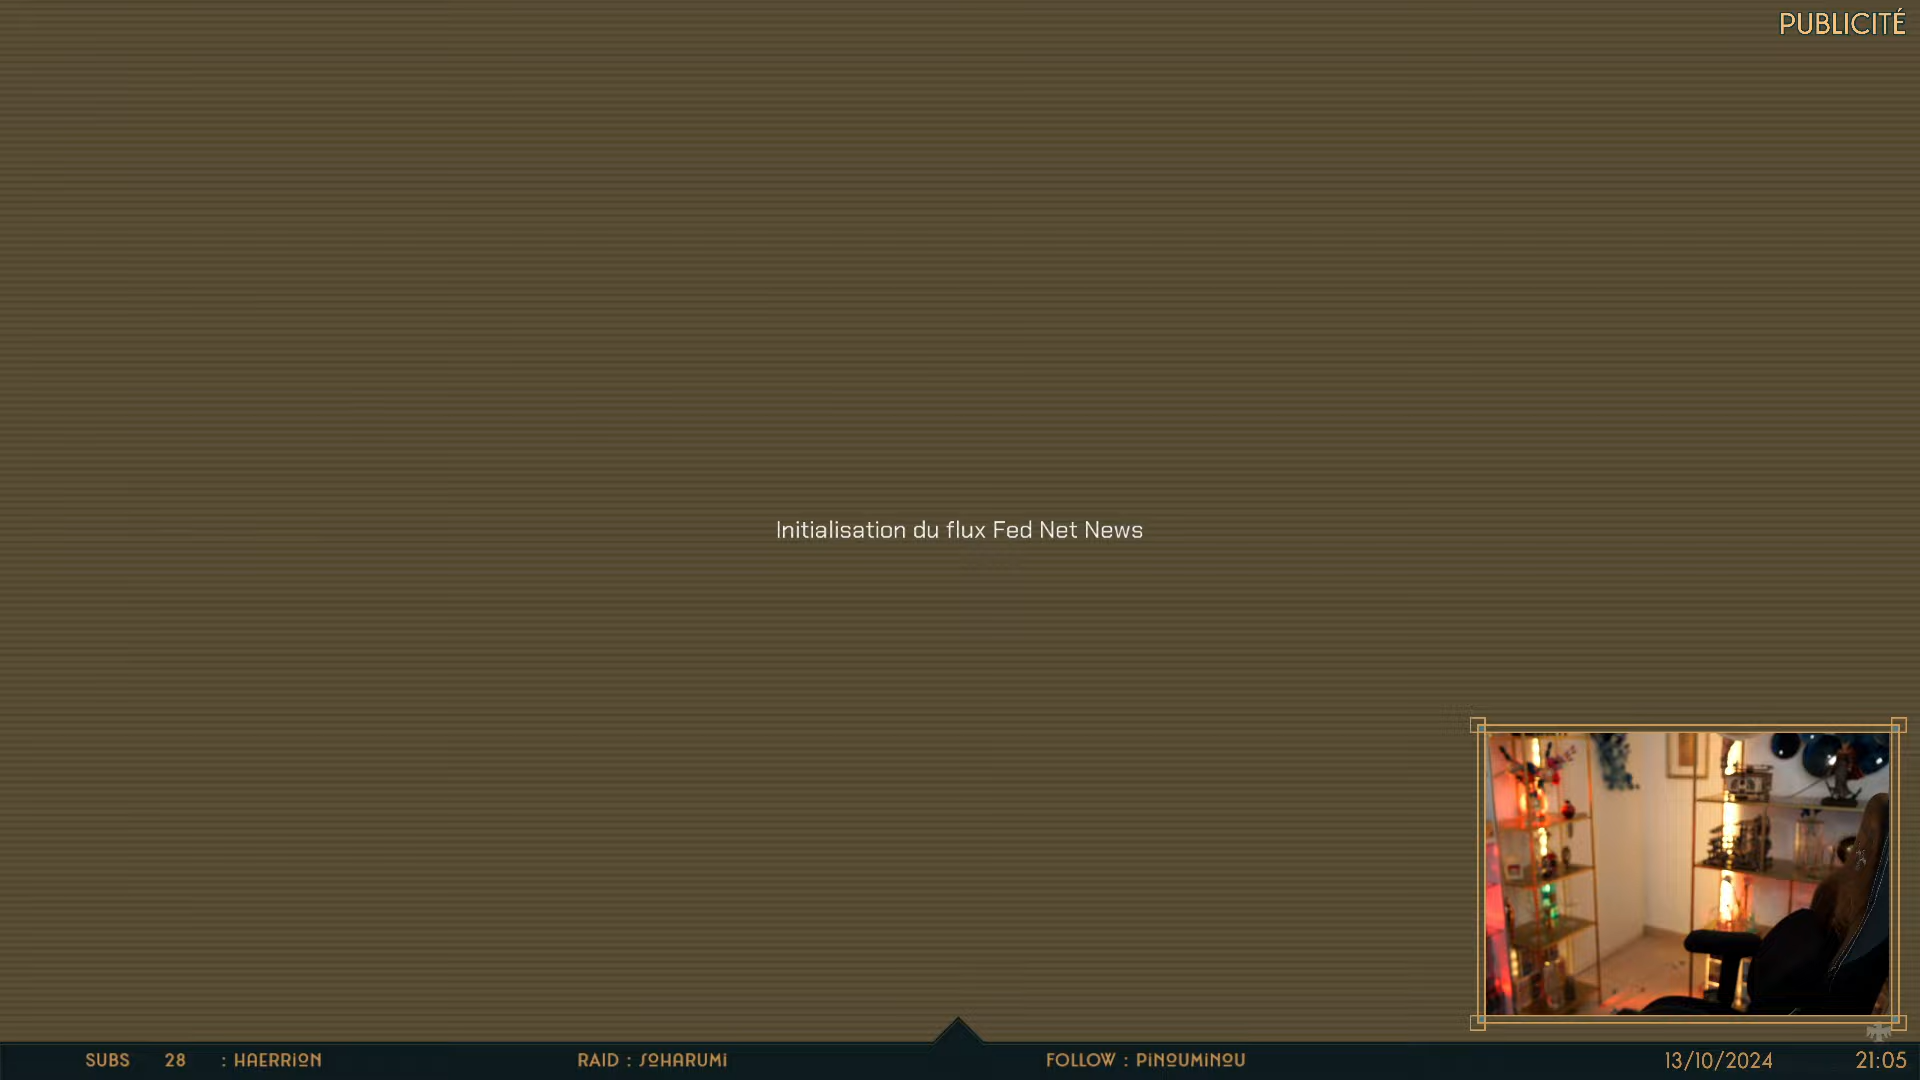 PUBLICITÉ
Initialisation du flux Fed Net News
SUBS 28 : HAERRION
RAID : SOHARUMI
FOLLOW : PINOUMINOU
13/10/2024 21:05